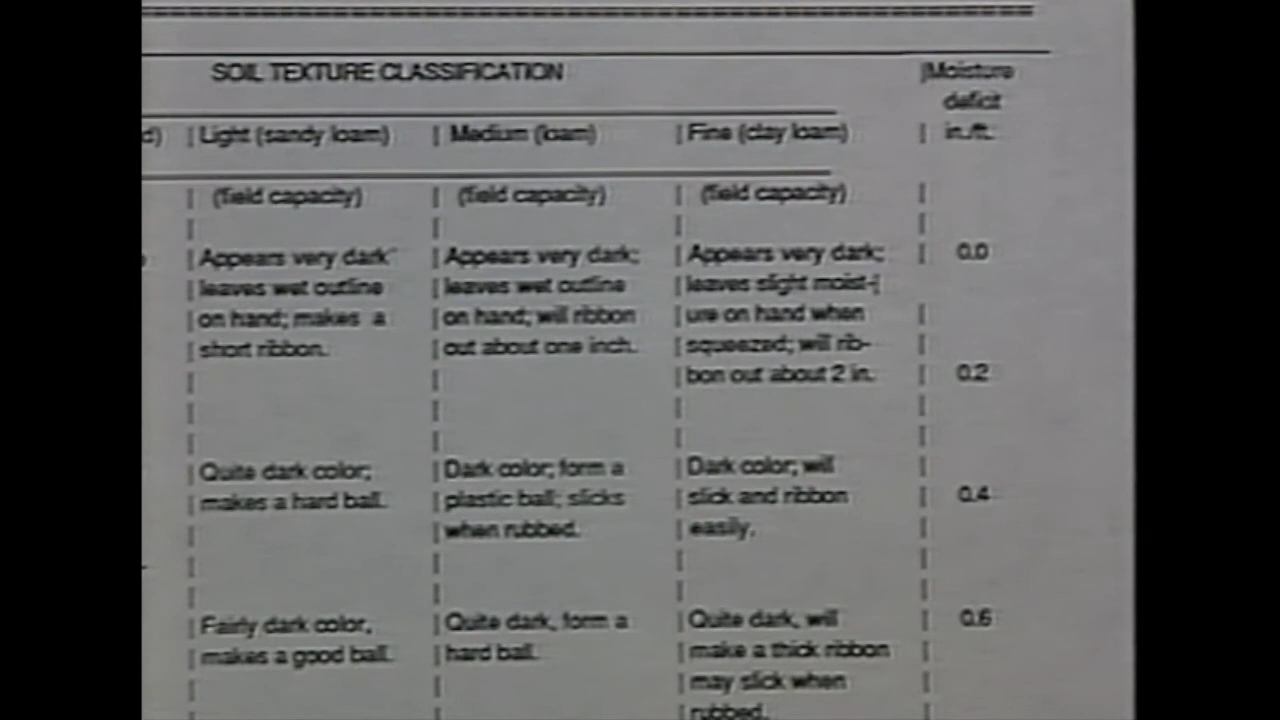 SOIL TEXTURE CLASSIFICATION |Moisture
deficit
d) | Light (sandy loam) | Medium (loam) | Fine (clay loam) | in./ft.
| (field capacity) | (field capacity) | (field capacity) |
| Appears very dark | Appears very dark; | Appears very dark; | 0.0
| leaves wet outline | leaves wet outline | leaves slight moist-|
| on hand; makes a | on hand; will ribbon | ure on hand when |
| short ribbon. | out about one inch. | squeezed; will rib- |
| | | bon out about 2 in. | 0.2
| Quite dark color; | Dark color; form a | Dark color; will |
| makes a hard ball. | plastic ball; slicks | slick and ribbon | 0.4
| | when rubbed. | easily. |
| Fairly dark color, | Quite dark, form a | Quite dark, will | 0.6
| makes a good ball. | hard ball. | make a thick ribbon |
| | | may slick when |
| | | rubbed. |